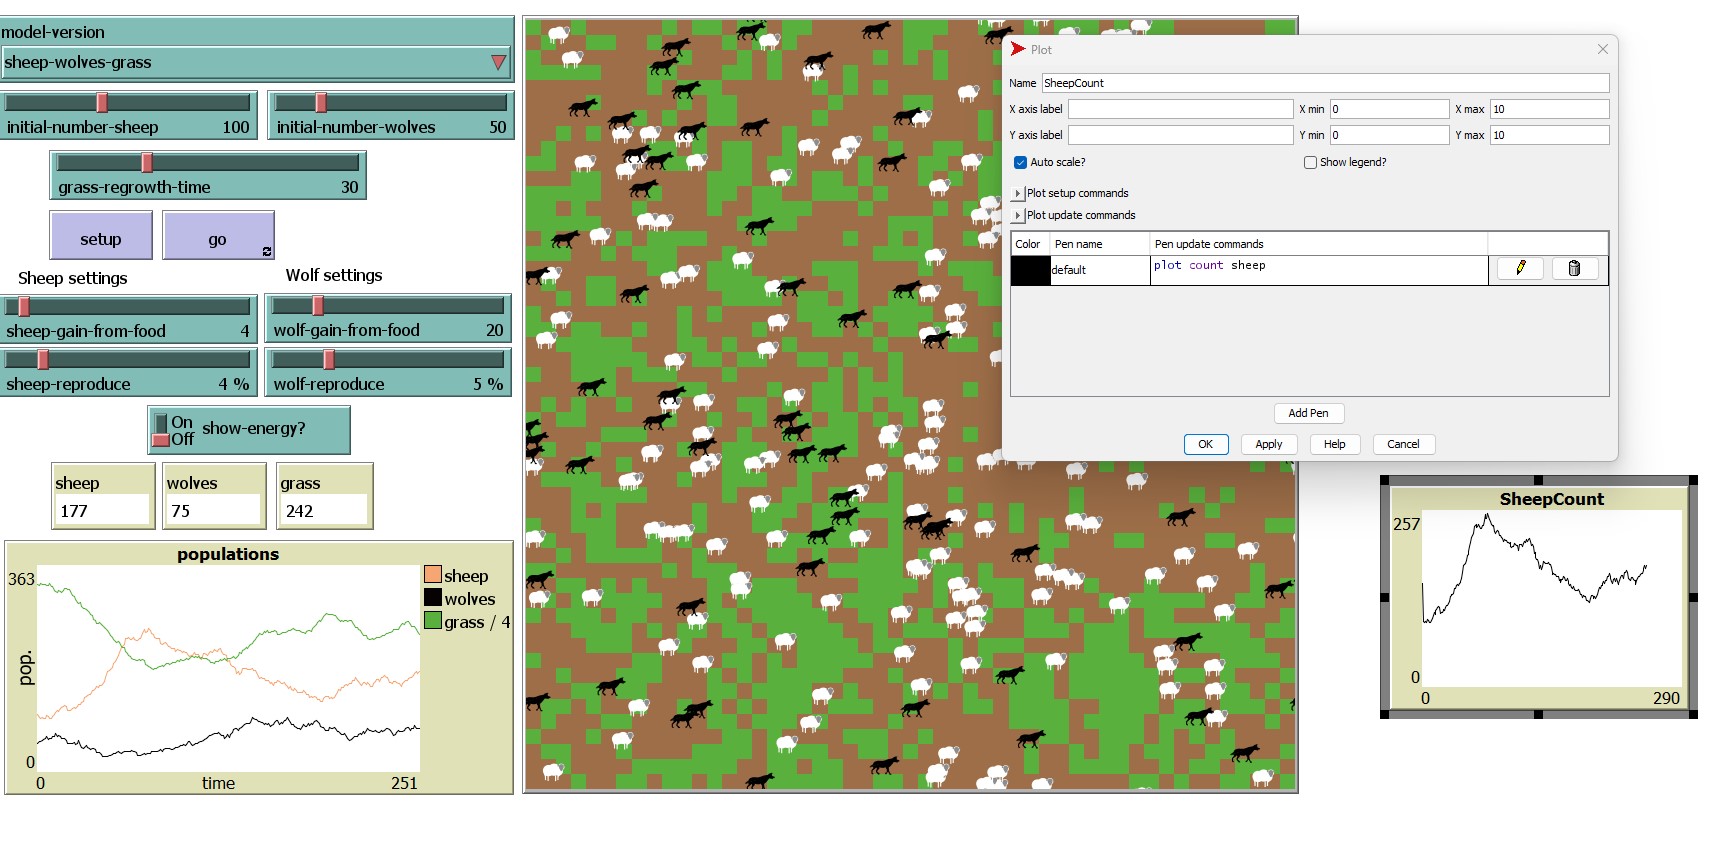 model-version
sheep-wolves-grass
initial-number-sheep 100
initial-number-wolves 50
grass-regrowth-time 30
setup
go
Sheep settings
Wolf settings
sheep-gain-from-food 4
wolf-gain-from-food 20
sheep-reproduce 4 %
wolf-reproduce 5 %
On
Off
show-energy?
sheep
177
wolves
75
grass
242
populations
363
pop.
0
0
time
251
sheep
wolves
grass / 4
Plot
Name SheepCount
X axis label X min 0 X max 10
Y axis label Y min 0 Y max 10
Auto scale? Show legend?
Plot setup commands
Plot update commands
Color Pen name Pen update commands
default plot count sheep
Add Pen
OK Apply Help Cancel
SheepCount
257
0
0 290